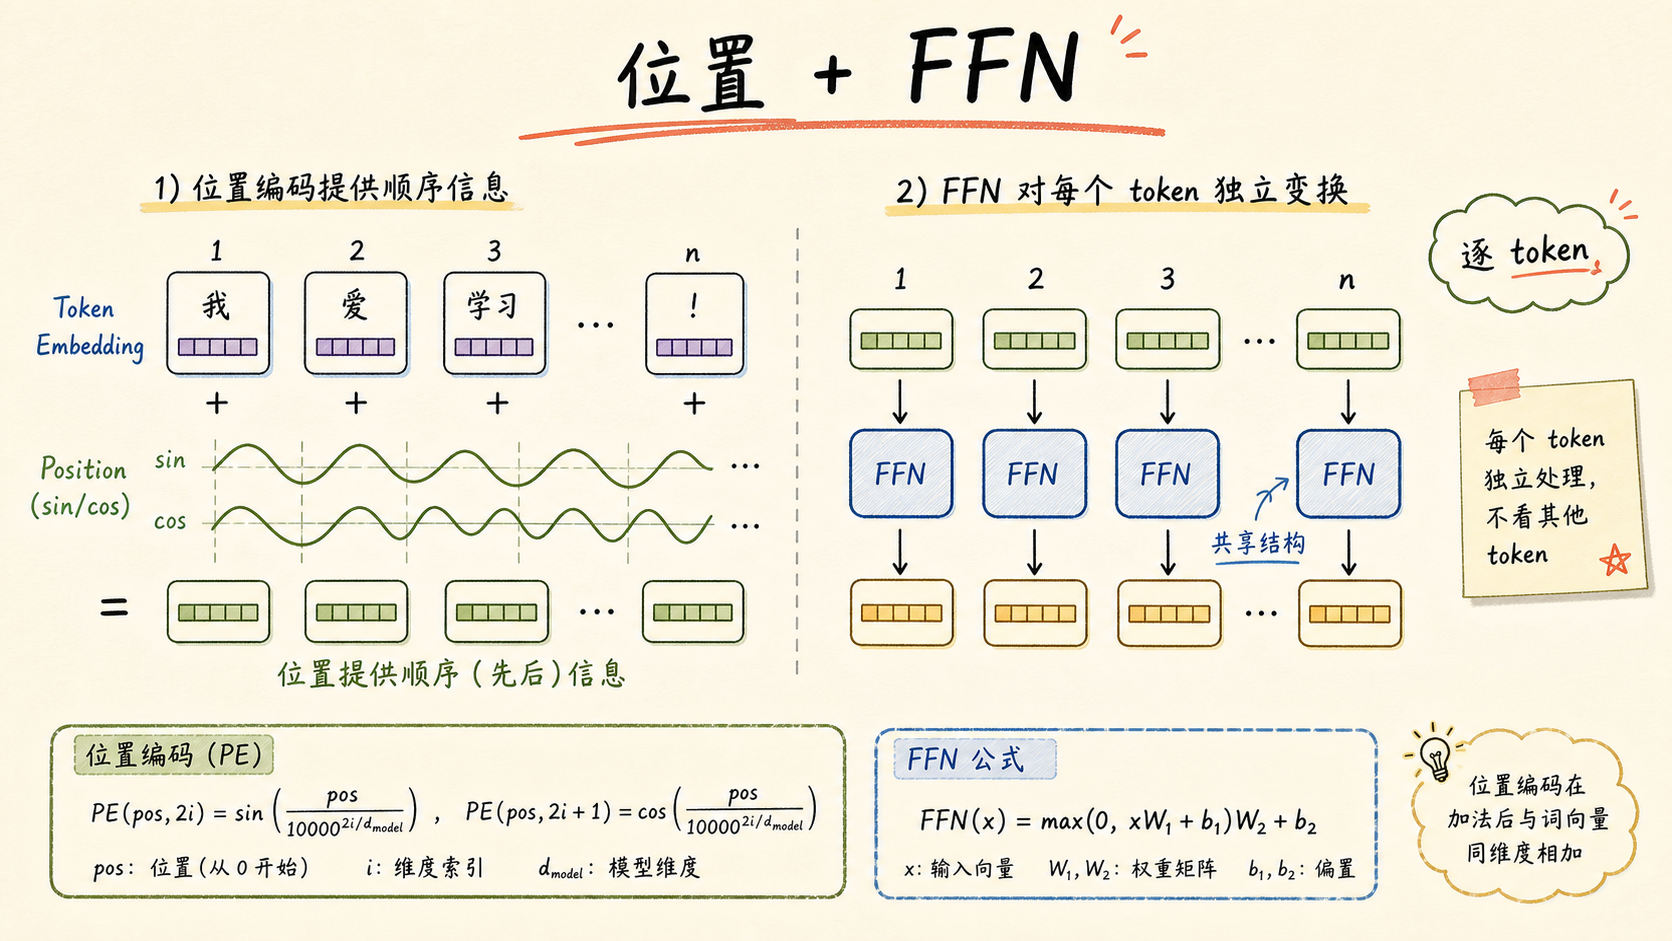 位置 + FFN
1) 位置编码提供顺序信息
1 2 3 n
Token
Embedding
我 爱 学习 … !
+ + + +
Position
(sin/cos)
sin …
cos …
= …
位置提供顺序(先后)信息
2) FFN 对每个 token 独立变换
1 2 3 n
…
FFN FFN FFN FFN
共享结构
…
逐 token
每个 token
独立处理,
不看其他
token
位置编码 (PE)
PE(pos, 2i) = sin (pos / 10000^{2i/d_{model}}) , PE(pos, 2i + 1) = cos (pos / 10000^{2i/d_{model}})
pos: 位置(从 0 开始) i: 维度索引 d_{model}: 模型维度
FFN 公式
FFN(x) = max(0, xW₁ + b₁)W₂ + b₂
x: 输入向量 W₁, W₂: 权重矩阵 b₁, b₂: 偏置
位置编码在
加法后与词向量
同维度相加